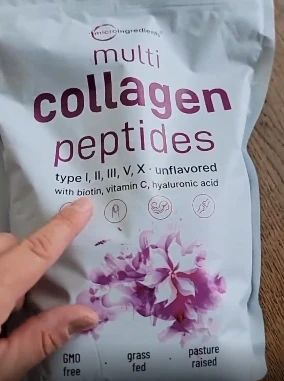 microingredients
multi
collagen
peptides
type I, II, III, V, X · unflavored
with biotin, vitamin C, hyaluronic acid
GMO free · grass fed · pasture raised